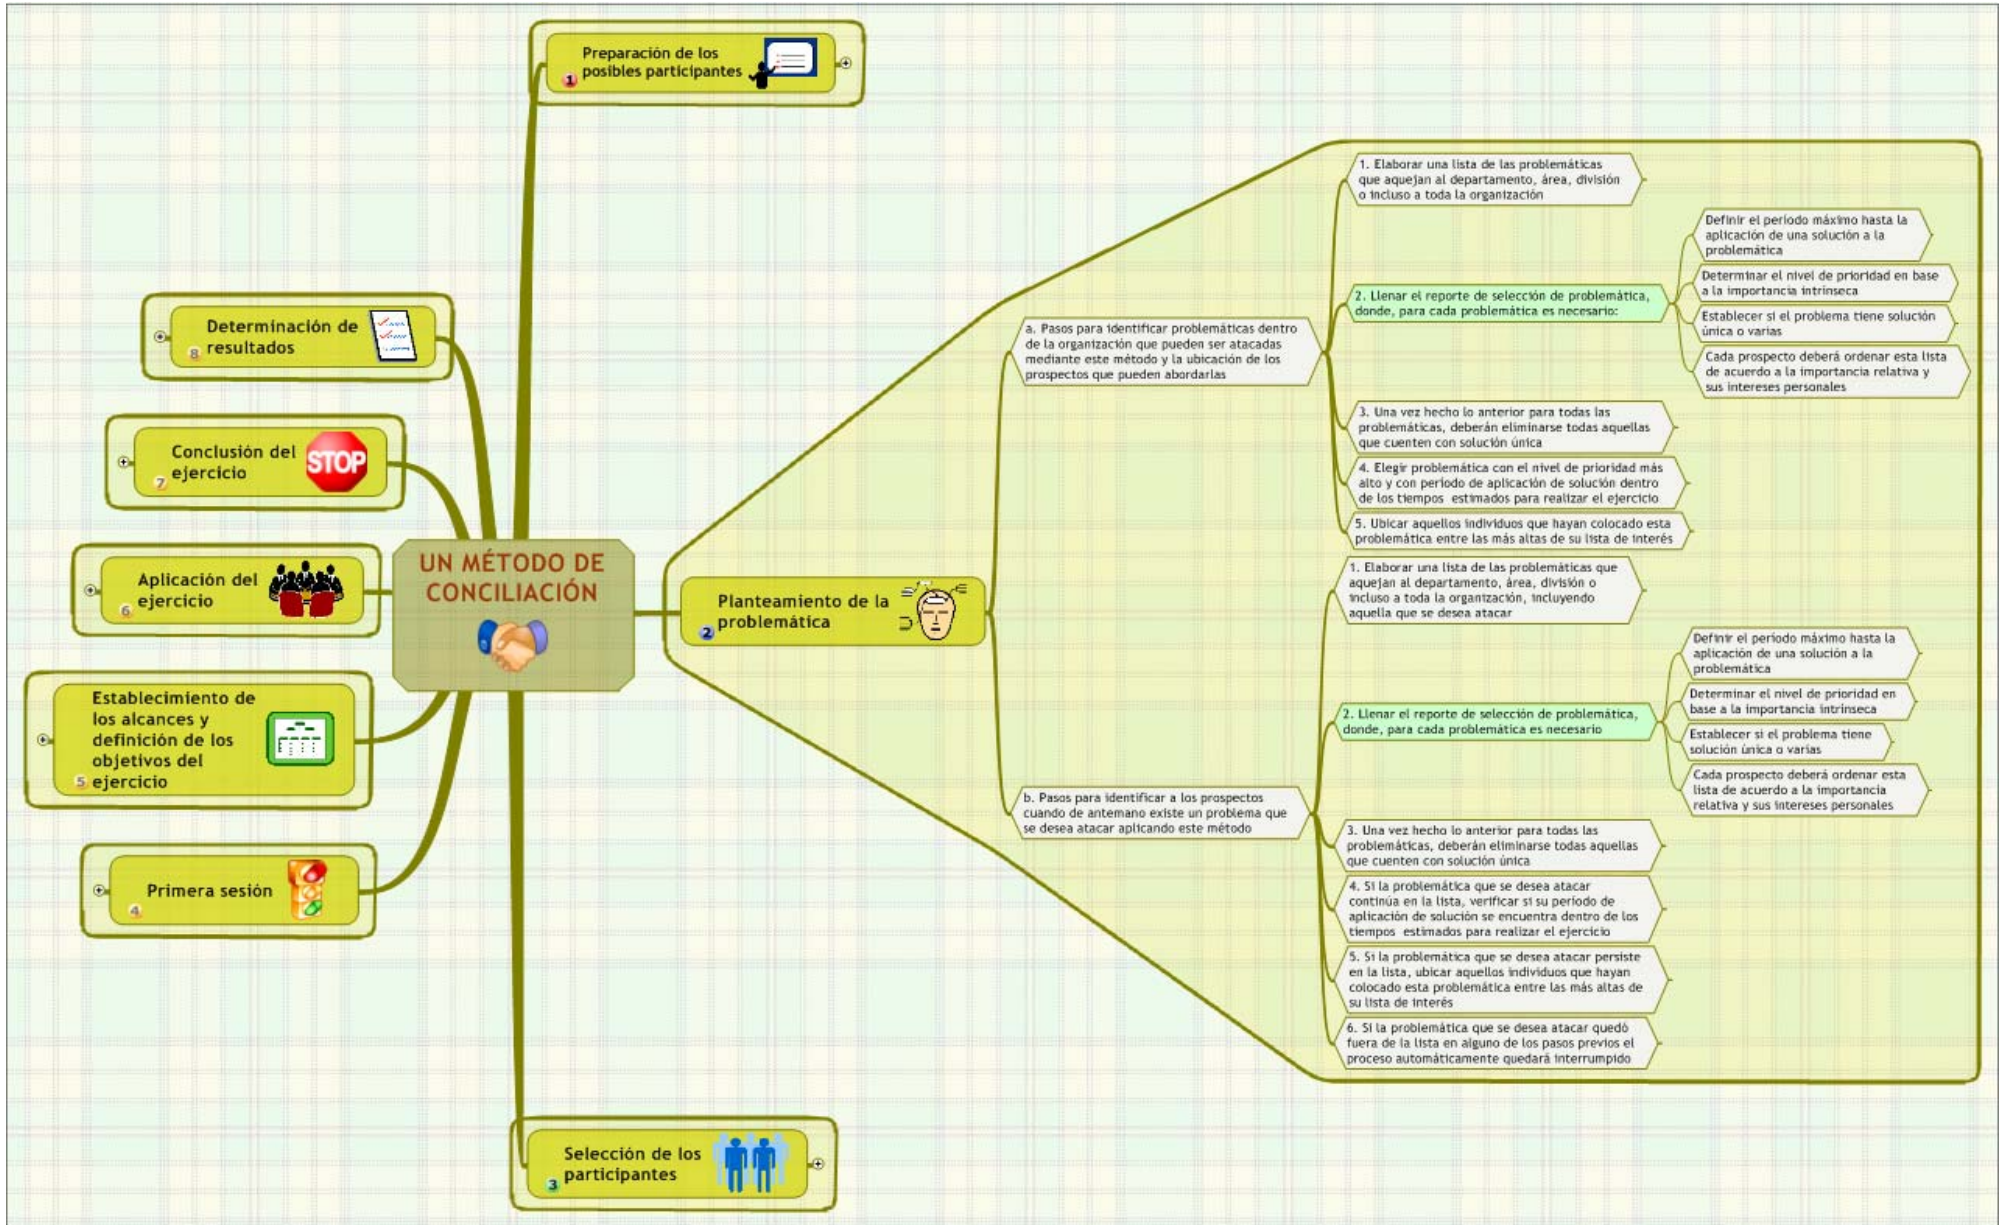 Preparación de los
posibles participantes
1
Determinación de
resultados
8
Conclusión del
ejercicio
7
STOP
Aplicación del
ejercicio
6
Establecimiento de
los alcances y
definición de los
objetivos del
ejercicio
5
Primera sesión
4
UN MÉTODO DE
CONCILIACIÓN
Planteamiento de la
problemática
2
a. Pasos para identificar problemáticas dentro
de la organización que pueden ser atacadas
mediante este método y la ubicación de los
prospectos que pueden abordarlas
1. Elaborar una lista de las problemáticas
que aquejan al departamento, área, división
o incluso a toda la organización
2. Llenar el reporte de selección de problemática,
donde, para cada problemática es necesario:
Definir el período máximo hasta la
aplicación de una solución a la
problemática
Determinar el nivel de prioridad en base
a la importancia intrínseca
Establecer si el problema tiene solución
única o varias
Cada prospecto deberá ordenar esta lista
de acuerdo a la importancia relativa y
sus intereses personales
3. Una vez hecho lo anterior para todas las
problemáticas, deberán eliminarse todas aquellas
que cuenten con solución única
4. Elegir problemática con el nivel de prioridad más
alto y con período de aplicación de solución dentro
de los tiempos estimados para realizar el ejercicio
5. Ubicar aquellos individuos que hayan colocado esta
problemática entre las más altas de su lista de interés
b. Pasos para identificar a los prospectos
cuando de antemano existe un problema que
se desea atacar aplicando este método
1. Elaborar una lista de las problemáticas que
aquejan al departamento, área, división o
incluso a toda la organización, incluyendo
aquella que se desea atacar
2. Llenar el reporte de selección de problemática,
donde, para cada problemática es necesario
Definir el período máximo hasta la
aplicación de una solución a la
problemática
Determinar el nivel de prioridad en
base a la importancia intrínseca
Establecer si el problema tiene
solución única o varias
Cada prospecto deberá ordenar esta
lista de acuerdo a la importancia
relativa y sus intereses personales
3. Una vez hecho lo anterior para todas las
problemáticas, deberán eliminarse todas aquellas
que cuenten con solución única
4. Si la problemática que se desea atacar
continúa en la lista, verificar si su período de
aplicación de solución se encuentra dentro de los
tiempos estimados para realizar el ejercicio
5. Si la problemática que se desea atacar persiste
en la lista, ubicar aquellos individuos que hayan
colocado esta problemática entre las más altas de
su lista de interés
6. Si la problemática que se desea atacar quedó
fuera de la lista en alguno de los pasos previos el
proceso automáticamente quedará interrumpido
Selección de los
participantes
3